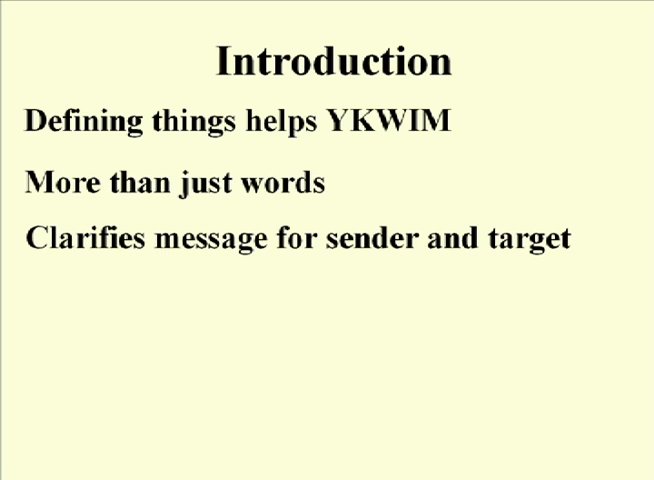 Introduction
Defining things helps YKWIM
More than just words
Clarifies message for sender and target